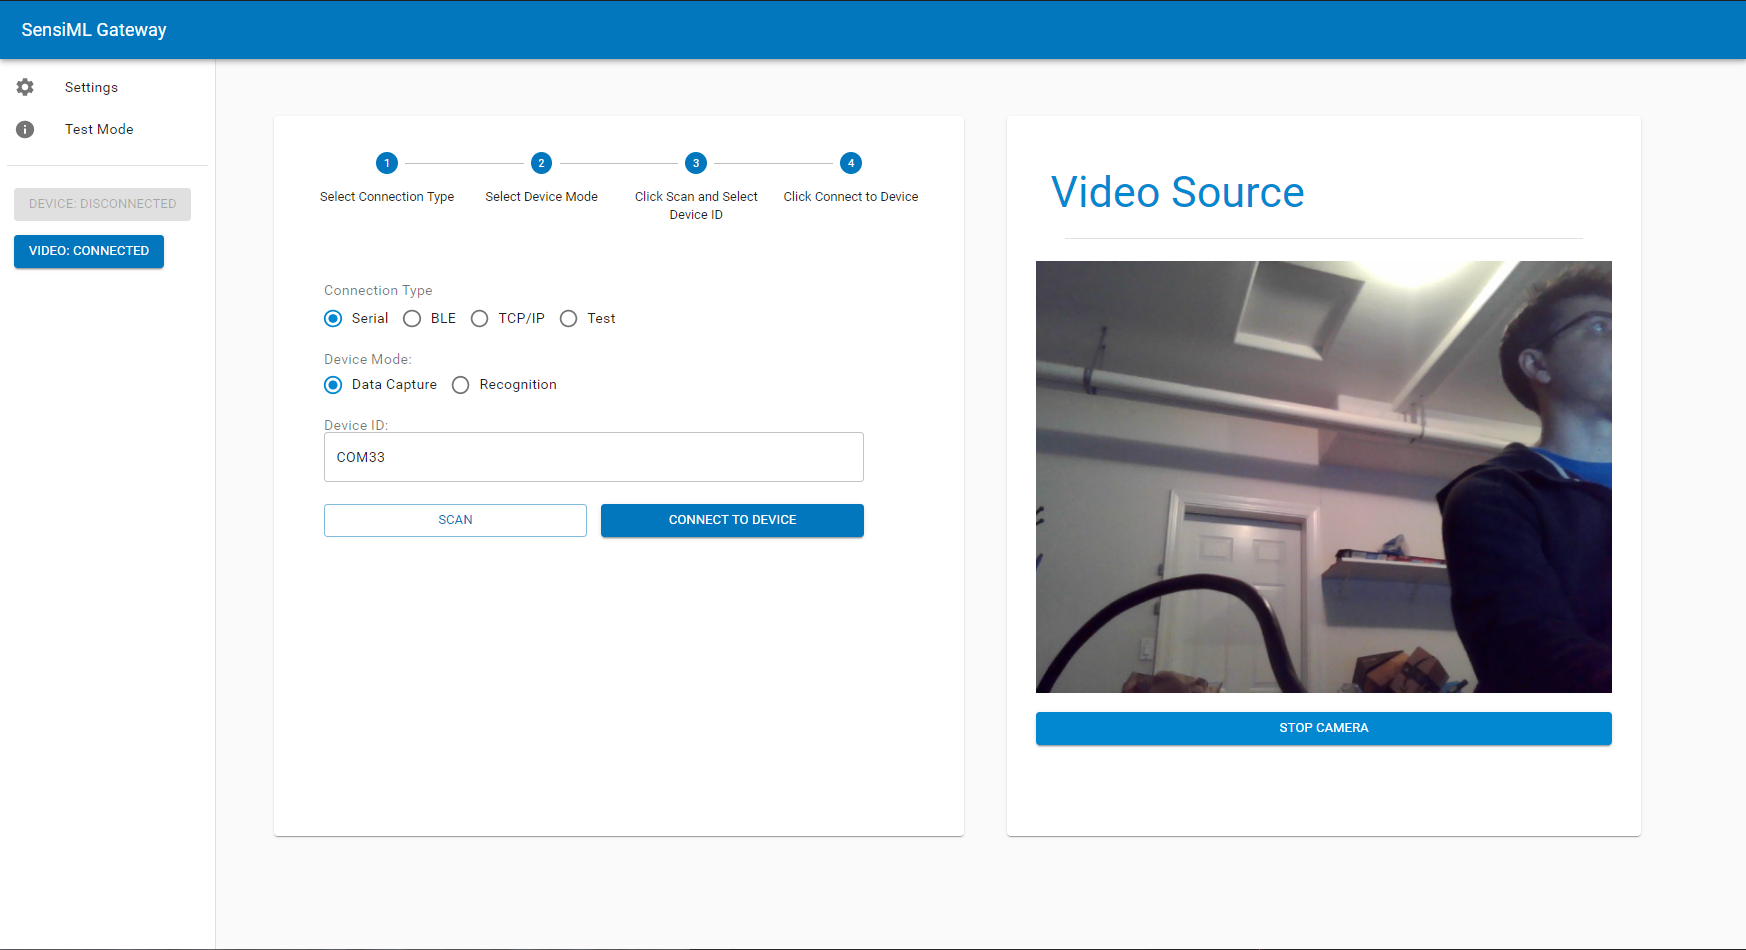 SensiML Gateway
Settings
Test Mode
DEVICE: DISCONNECTED
VIDEO: CONNECTED
1
2
3
4
Select Connection Type
Select Device Mode
Click Scan and Select
Device ID
Click Connect to Device
Connection Type
Serial
BLE
TCP/IP
Test
Device Mode:
Data Capture
Recognition
Device ID:
COM33
SCAN
CONNECT TO DEVICE
Video Source
STOP CAMERA